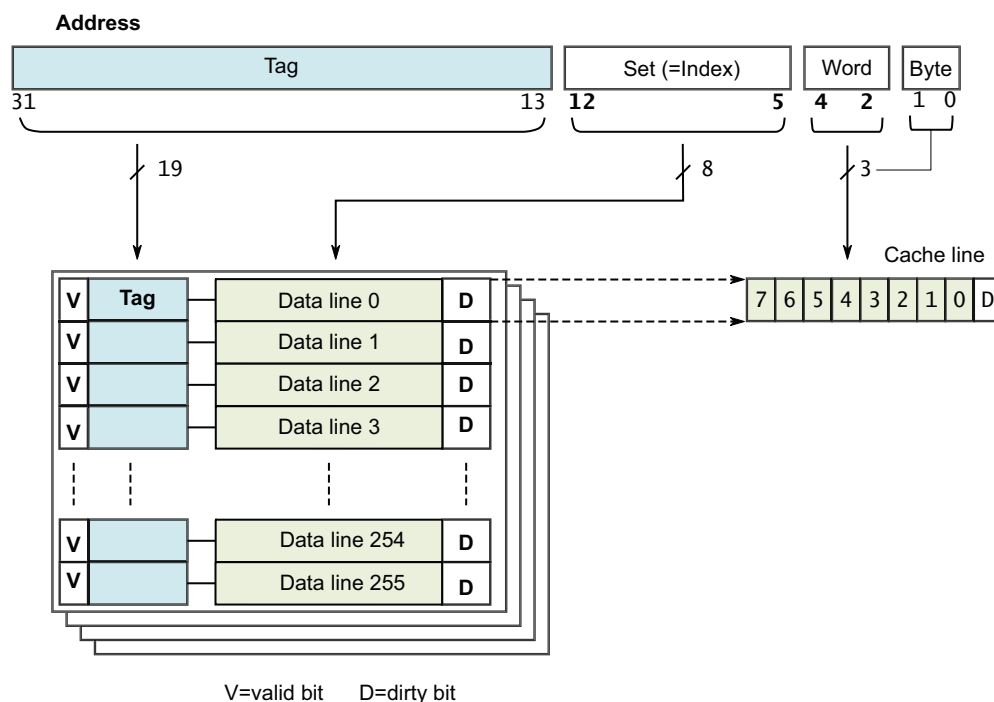 Address
Tag Set (=Index) Word Byte
31 13 12 5 4 2 1 0
19 8 3
Cache line
V Tag Data line 0 D 7 6 5 4 3 2 1 0 D
V Data line 1 D
V Data line 2 D
V Data line 3 D
V Data line 254 D
V Data line 255 D
V=valid bit D=dirty bit